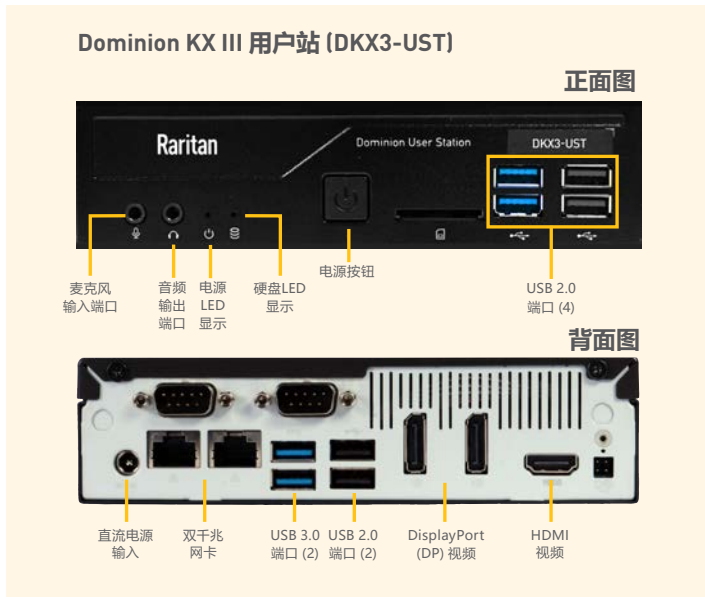 Dominion KX III 用户站 (DKX3-UST)
正面图
Raritan
Dominion User Station
DKX3-UST
麦克风
输入端口
音频
输出
端口
电源
LED
显示
硬盘LED
显示
电源按钮
USB 2.0
端口 (4)
背面图
直流电源
输入
双千兆
网卡
USB 3.0
端口 (2)
USB 2.0
端口 (2)
DisplayPort
(DP) 视频
HDMI
视频